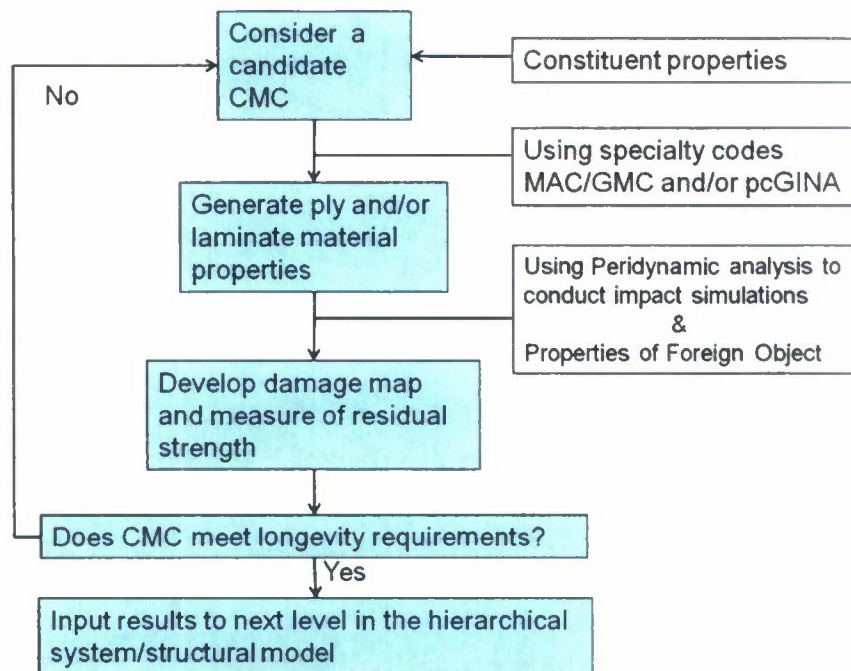 Consider a
candidate
CMC
Constituent properties
No
Using specialty codes
MAC/GMC and/or pcGINA
Generate ply and/or
laminate material
properties
Using Peridynamic analysis to
conduct impact simulations
&
Properties of Foreign Object
Develop damage map
and measure of residual
strength
Does CMC meet longevity requirements?
Yes
Input results to next level in the hierarchical
system/structural model